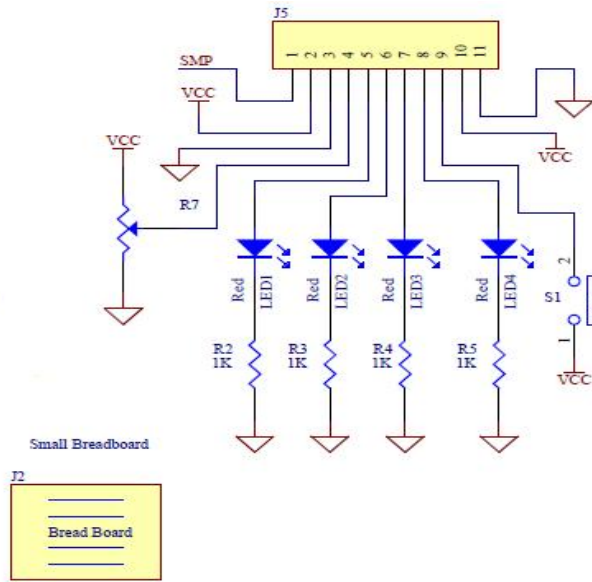 J5
1 2 3 4 5 6 7 8 9 10 11
SMP
VCC
VCC
VCC
R7
Red
LED1
Red
LED2
Red
LED3
Red
LED4
2
S1
1
VCC
R2
1K
R3
1K
R4
1K
R5
1K
Small Breadboard
J2
Bread Board